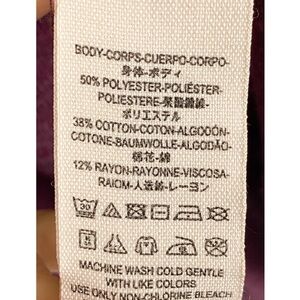 BODY-CORPS-CUERPO-CORPO-
身体-ボディ
50% POLYESTER-POLIÉSTER-
POLIESTERE-聚酯纖維-
ポリエステル
38% COTTON-COTON-ALGODÓN-
COTONE-BAUMWOLLE-ALGODÃO-
棉花-綿
12% RAYON-RAYONNE-VISCOSA-
RAIOM-人造絲-レーヨン
30
MACHINE WASH COLD GENTLE
WITH LIKE COLORS
USE ONLY NON-CHLORINE BLEACH